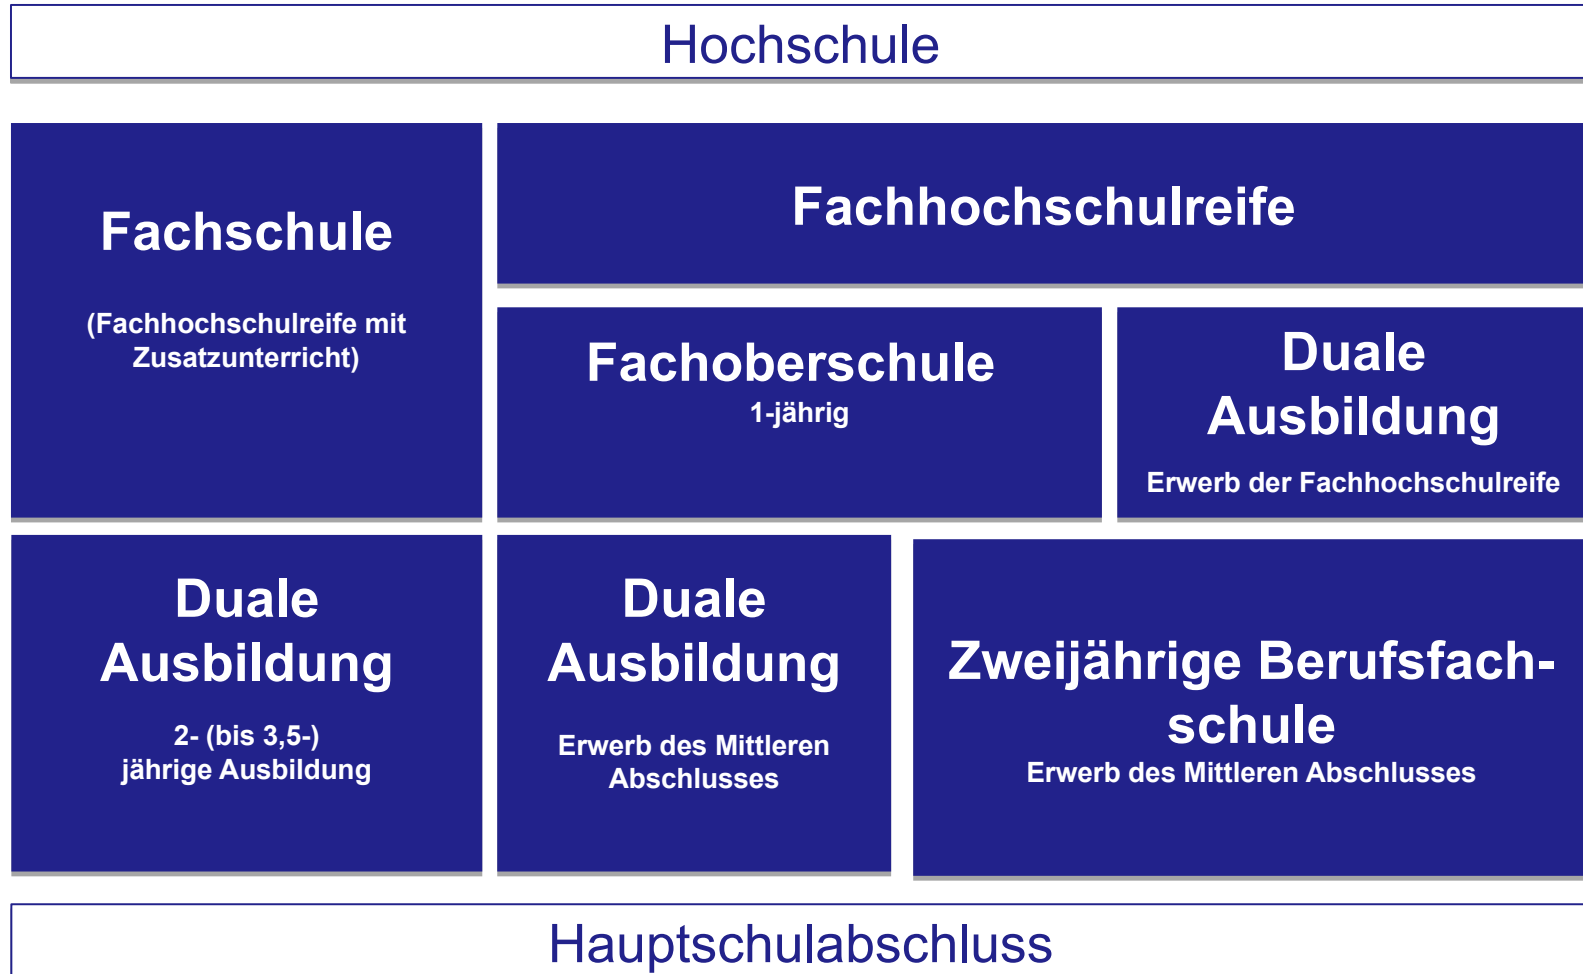 Hochschule
Fachschule
(Fachhochschulreife mit
Zusatzunterricht)
Fachhochschulreife
Fachoberschule
1-jährig
Duale
Ausbildung
Erwerb der Fachhochschulreife
Duale
Ausbildung
2- (bis 3,5-)
jährige Ausbildung
Duale
Ausbildung
Erwerb des Mittleren
Abschlusses
Zweijährige Berufsfach-
schule
Erwerb des Mittleren Abschlusses
Hauptschulabschluss